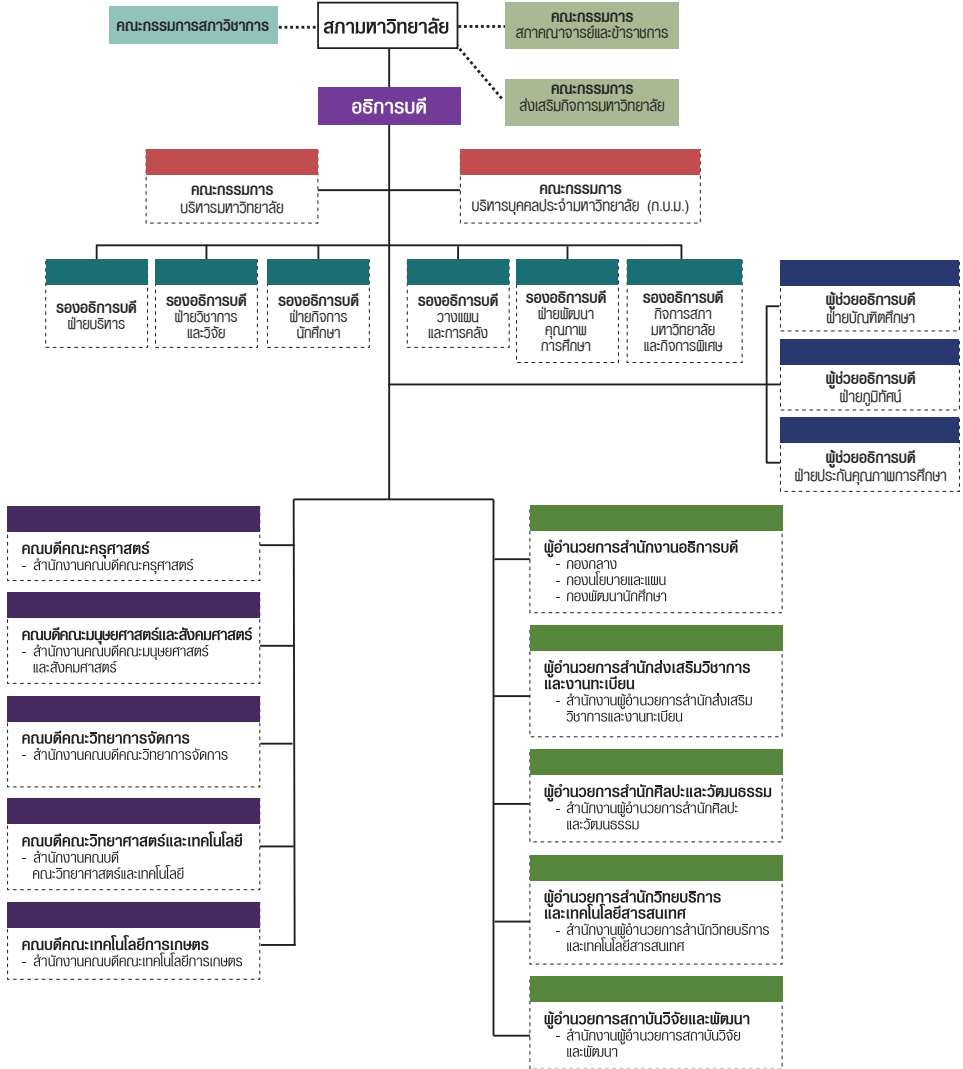 คณะกรรมการสภาวิชาการ
สภามหาวิทยาลัย
คณะกรรมการ
สภาคณาจารย์และข้าราชการ
คณะกรรมการ
ส่งเสริมกิจการมหาวิทยาลัย
อธิการบดี
คณะกรรมการ
บริหารมหาวิทยาลัย
คณะกรรมการ
บริหารบุคคลประจำมหาวิทยาลัย (ก.บ.ม.)
รองอธิการบดี
ฝ่ายบริหาร
รองอธิการบดี
ฝ่ายวิชาการ
และวิจัย
รองอธิการบดี
ฝ่ายกิจการ
นักศึกษา
รองอธิการบดี
วางแผน
และการคลัง
รองอธิการบดี
ฝ่ายพัฒนา
คุณภาพ
การศึกษา
รองอธิการบดี
กิจการสภา
มหาวิทยาลัย
และกิจการพิเศษ
ผู้ช่วยอธิการบดี
ฝ่ายบัณฑิตศึกษา
ผู้ช่วยอธิการบดี
ฝ่ายภูมิทัศน์
ผู้ช่วยอธิการบดี
ฝ่ายประกันคุณภาพการศึกษา
คณบดีคณะครุศาสตร์
- สำนักงานคณบดีคณะครุศาสตร์
คณบดีคณะมนุษยศาสตร์และสังคมศาสตร์
- สำนักงานคณบดีคณะมนุษยศาสตร์
และสังคมศาสตร์
คณบดีคณะวิทยาการจัดการ
- สำนักงานคณบดีคณะวิทยาการจัดการ
คณบดีคณะวิทยาศาสตร์และเทคโนโลยี
- สำนักงานคณบดี
คณะวิทยาศาสตร์และเทคโนโลยี
คณบดีคณะเทคโนโลยีการเกษตร
- สำนักงานคณบดีคณะเทคโนโลยีการเกษตร
ผู้อำนวยการสำนักงานอธิการบดี
- กองกลาง
- กองนโยบายและแผน
- กองพัฒนานักศึกษา
ผู้อำนวยการสำนักส่งเสริมวิชาการ
และงานทะเบียน
- สำนักงานผู้อำนวยการสำนักส่งเสริม
วิชาการและงานทะเบียน
ผู้อำนวยการสำนักศิลปะและวัฒนธรรม
- สำนักงานผู้อำนวยการสำนักศิลปะ
และวัฒนธรรม
ผู้อำนวยการสำนักวิทยบริการ
และเทคโนโลยีสารสนเทศ
- สำนักงานผู้อำนวยการสำนักวิทยบริการ
และเทคโนโลยีสารสนเทศ
ผู้อำนวยการสถาบันวิจัยและพัฒนา
- สำนักงานผู้อำนวยการสถาบันวิจัย
และพัฒนา